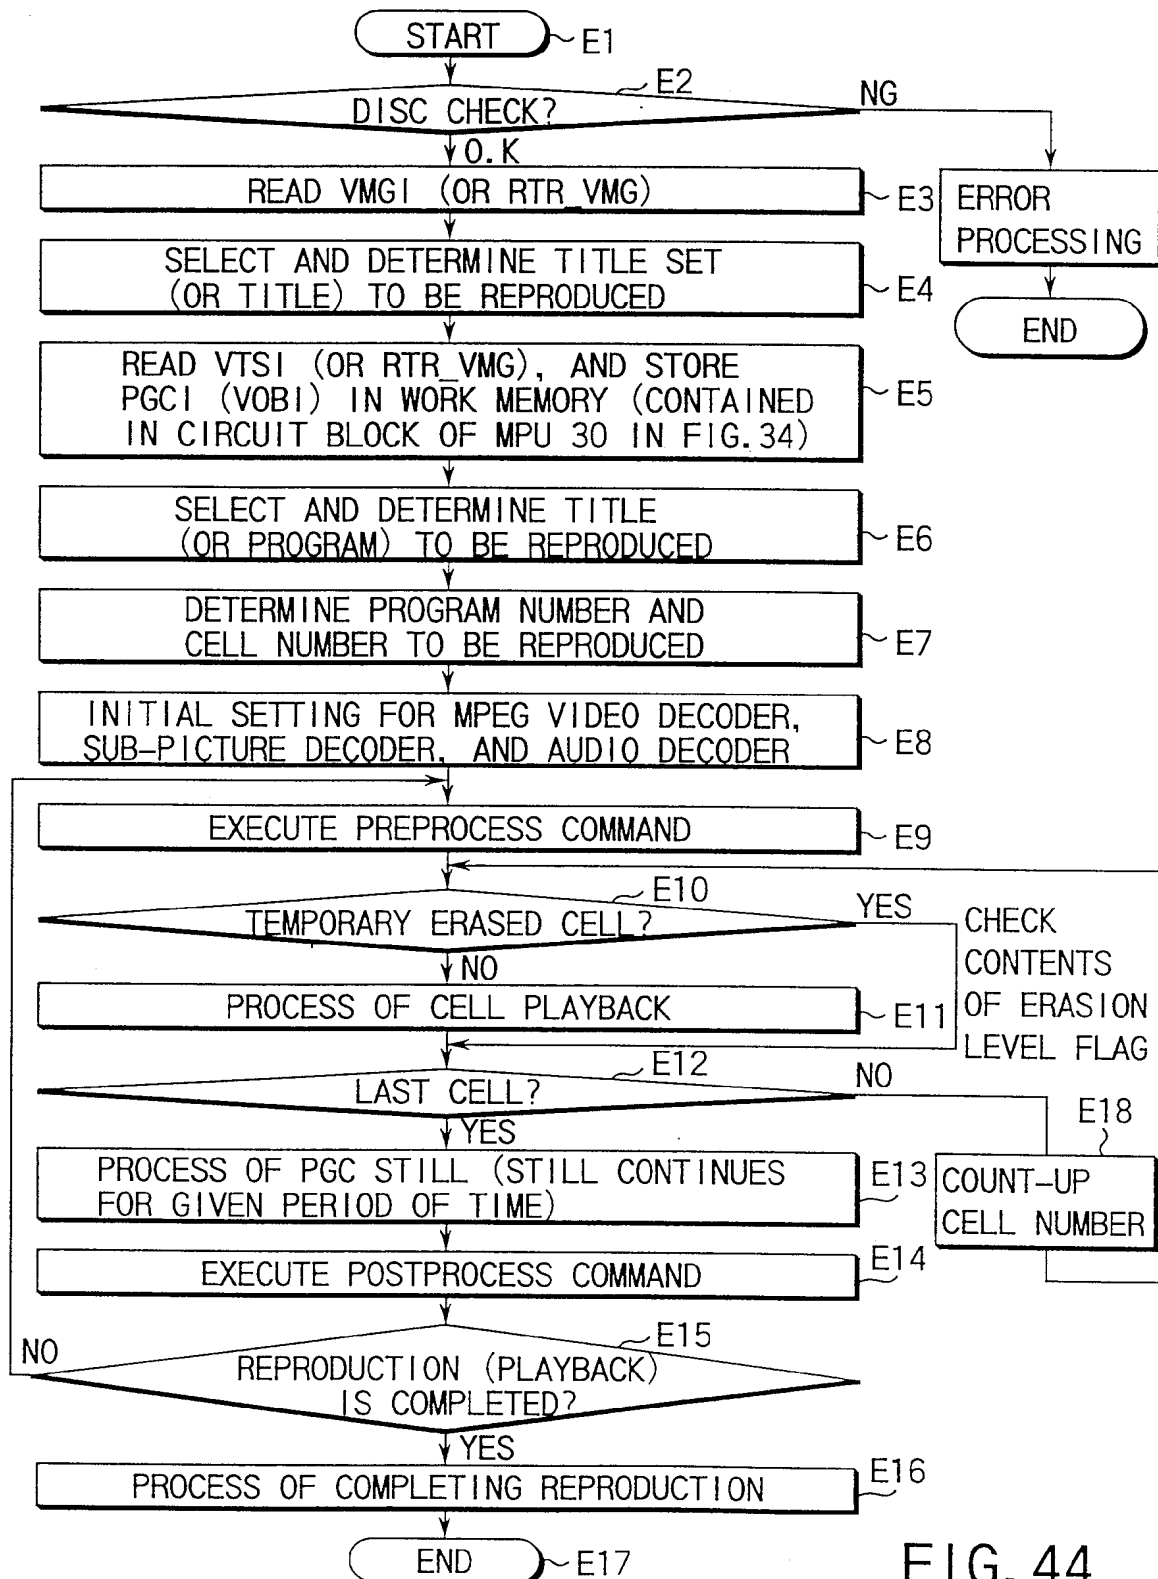 START
E1
E2
DISC CHECK?
NG
O.K
READ VMGI (OR RTR_VMG)
E3
ERROR
PROCESSING
END
SELECT AND DETERMINE TITLE SET
(OR TITLE) TO BE REPRODUCED
E4
READ VTSI (OR RTR_VMG), AND STORE
PGCI (VOBI) IN WORK MEMORY (CONTAINED
IN CIRCUIT BLOCK OF MPU 30 IN FIG.34)
E5
SELECT AND DETERMINE TITLE
(OR PROGRAM) TO BE REPRODUCED
E6
DETERMINE PROGRAM NUMBER AND
CELL NUMBER TO BE REPRODUCED
E7
INITIAL SETTING FOR MPEG VIDEO DECODER,
SUB-PICTURE DECODER, AND AUDIO DECODER
E8
EXECUTE PREPROCESS COMMAND
E9
E10
TEMPORARY ERASED CELL?
YES
NO
CHECK
CONTENTS
OF ERASION
LEVEL FLAG
PROCESS OF CELL PLAYBACK
E11
E12
LAST CELL?
NO
YES
E18
COUNT-UP
CELL NUMBER
PROCESS OF PGC STILL (STILL CONTINUES
FOR GIVEN PERIOD OF TIME)
E13
EXECUTE POSTPROCESS COMMAND
E14
E15
NO
REPRODUCTION (PLAYBACK)
IS COMPLETED?
YES
PROCESS OF COMPLETING REPRODUCTION
E16
END
E17
FIG. 44